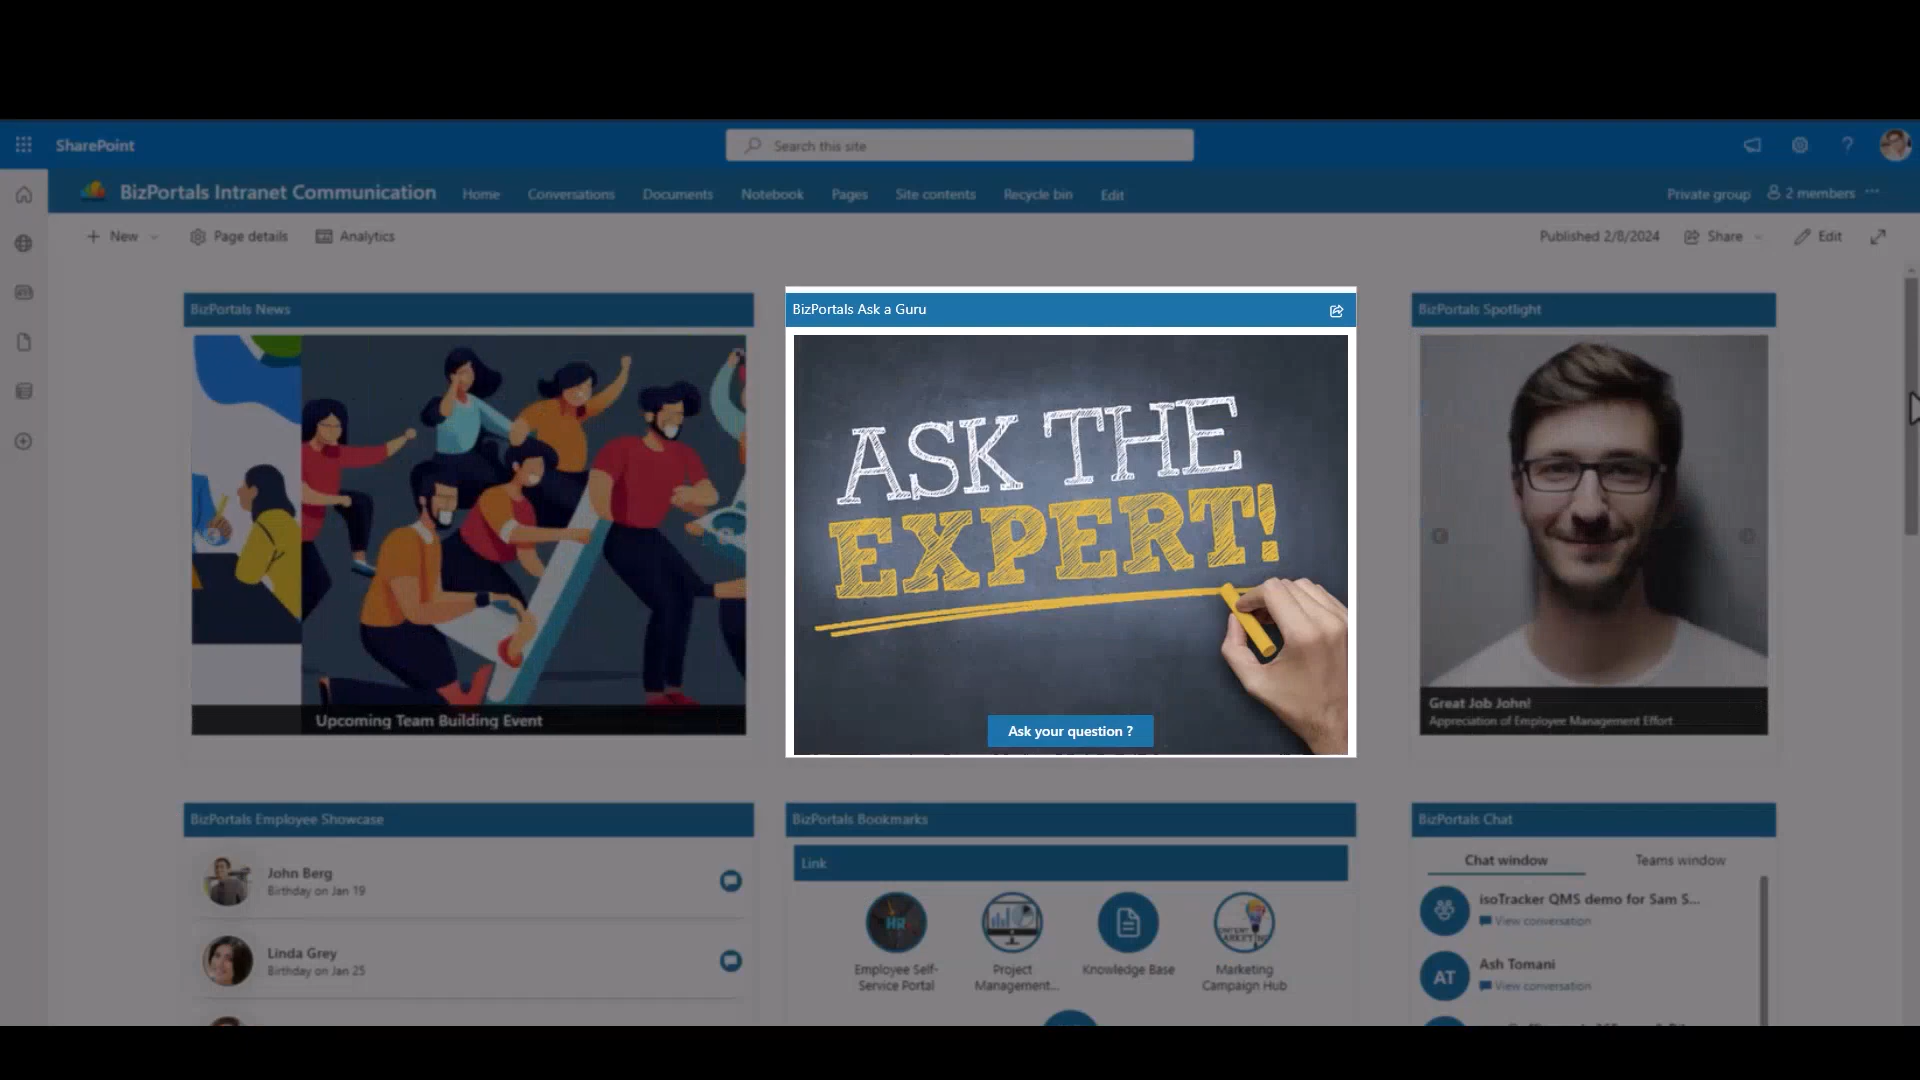 SharePoint
Search this site
BizPortals Intranet Communication
Home
Conversations
Documents
Notebook
Pages
Site contents
Recycle bin
Edit
Private group
2 members
New
Page details
Analytics
Published 2/8/2024
Share
Edit
BizPortals News
Upcoming Team Building Event
BizPortals Ask a Guru
ASK THE
EXPERT!
Ask your question ?
BizPortals Spotlight
Great Job John!
Appreciation of Employee Management Effort
BizPortals Employee Showcase
John Berg
Birthday on Jan 19
Linda Grey
Birthday on Jan 25
BizPortals Bookmarks
Link
HR
Employee Self-
Service Portal
Project
Management...
Knowledge Base
Marketing
Campaign Hub
BizPortals Chat
Chat window
Teams window
isoTracker QMS demo for Sam S...
View conversation
AT
Ash Tomani
View conversation